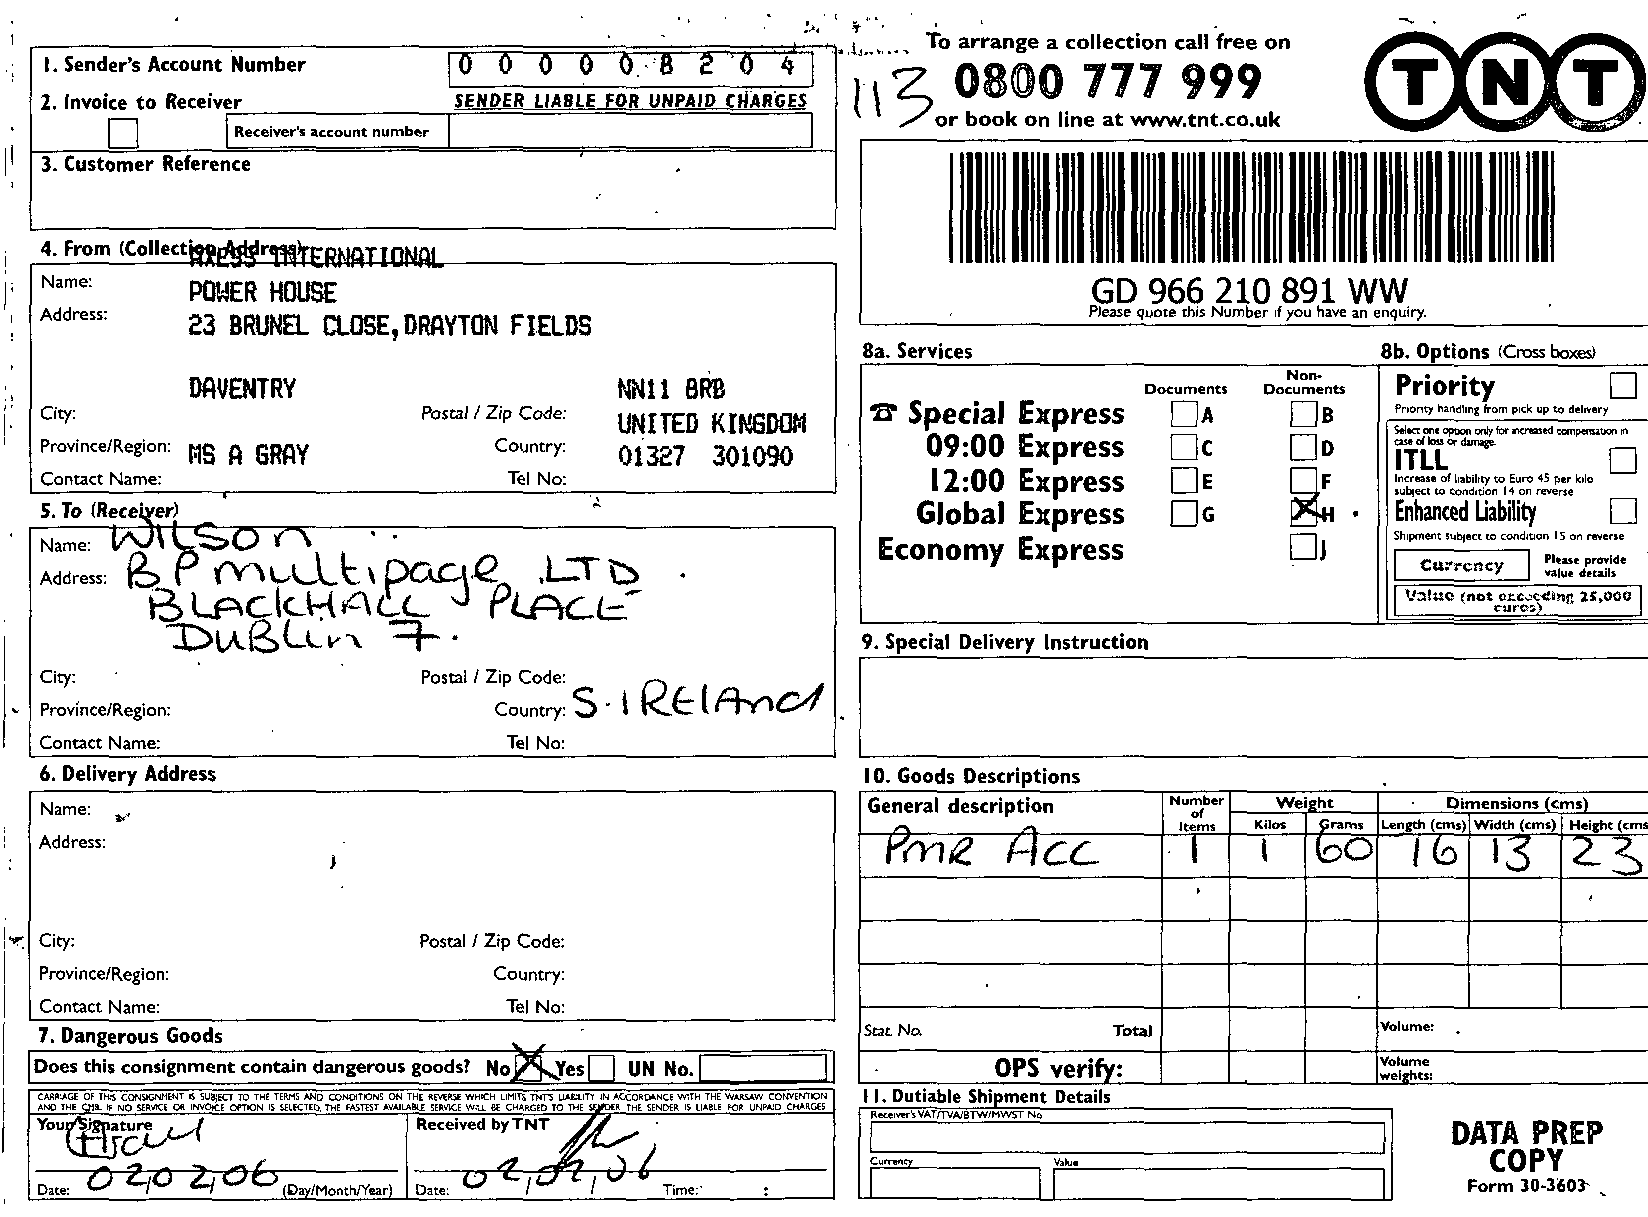 1. Sender's Account Number
0 0 0 0 0 8 2 0 4
2. Invoice to Receiver
SENDER LIABLE FOR UNPAID CHARGES
Receiver's account number
3. Customer Reference
4. From (Collection Address)
AXESS INTERNATIONAL
Name:
POWER HOUSE
Address:
23 BRUNEL CLOSE, DRAYTON FIELDS
DAVENTRY
NN11 8RB
City:
Postal / Zip Code:
UNITED KINGDOM
Province/Region:
MS A GRAY
Country:
01327 301090
Contact Name:
Tel No:
5. To (Receiver)
Name: WILSON
Address: BP multipage LTD
BLACKHALL PLACE
DUBLin 7.
City:
Postal / Zip Code:
Province/Region:
Country: S. IRELAnd
Contact Name:
Tel No:
6. Delivery Address
Name:
Address:
City:
Postal / Zip Code:
Province/Region:
Country:
Contact Name:
Tel No:
7. Dangerous Goods
Does this consignment contain dangerous goods? No Yes UN No.
CARRIAGE OF THIS CONSIGNMENT IS SUBJECT TO THE TERMS AND CONDITIONS ON THE REVERSE WHICH LIMITS TNT'S LIABILITY IN ACCORDANCE WITH THE WARSAW CONVENTION
AND THE CMR. IF NO SERVICE OR INVOICE OPTION IS SELECTED, THE FASTEST AVAILABLE SERVICE WILL BE CHARGED TO THE SENDER THE SENDER IS LIABLE FOR UNPAID CHARGES
Your Signature
Date: 02,02,06 (Day/Month/Year)
Received by TNT
Date: 02,02,06 Time: :
To arrange a collection call free on
113 0800 777 999
or book on line at www.tnt.co.uk
TNT
GD 966 210 891 WW
Please quote this Number if you have an enquiry.
8a. Services
Documents
Non-Documents
Special Express A B
09:00 Express C D
12:00 Express E F
Global Express G H
Economy Express J
8b. Options (Cross boxes)
Priority
Priority handling from pick up to delivery
Select one option only for increased compensation in
case of loss or damage.
ITLL
Increase of liability to Euro 45 per kilo
subject to condition 14 on reverse
Enhanced Liability
Shipment subject to condition 15 on reverse
Currency
Please provide
value details
Value (not exceeding 25,000
euros)
9. Special Delivery Instruction
10. Goods Descriptions
General description
Number of Items
Weight
Kilos Grams
Dimensions (cms)
Length (cms) Width (cms) Height (cms
PMR ACC 1 1 60 16 13 23
Stat. No. Total
Volume:
OPS verify:
Volume
weights:
11. Dutiable Shipment Details
Receiver's VAT/TVA/BTW/MWST No
Currency
Value
DATA PREP
COPY
Form 30-3603